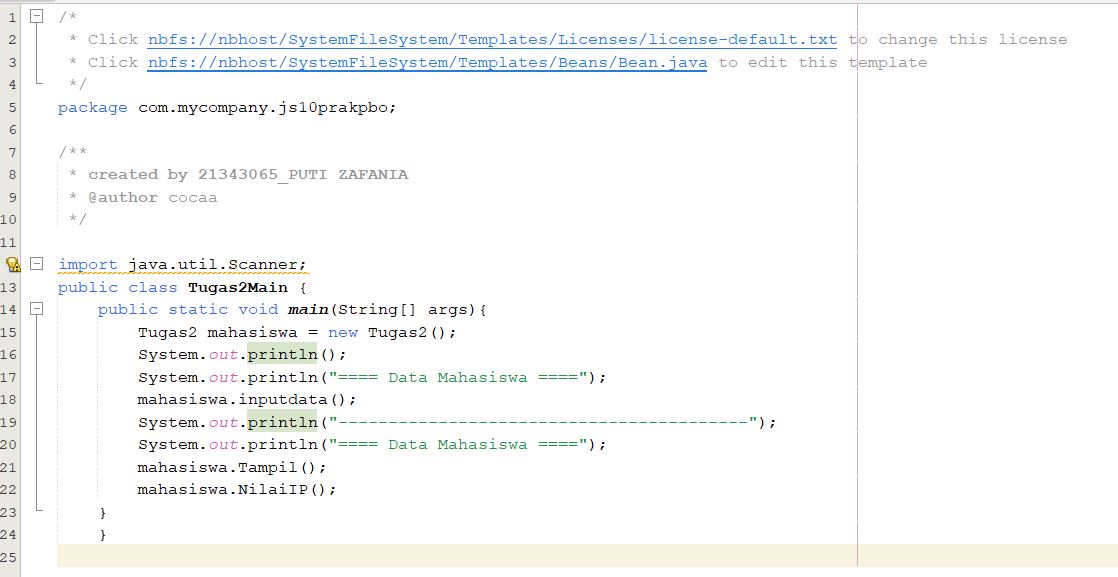 1 /*
2 * Click nbfs://nbhost/SystemFileSystem/Templates/Licenses/license-default.txt to change this license
3 * Click nbfs://nbhost/SystemFileSystem/Templates/Beans/Bean.java to edit this template
4 */
5 package com.mycompany.js10prakpbo;
6
7 /**
8 * created by 21343065_PUTI ZAFANIA
9 * @author cocaa
10 */
11
import java.util.Scanner;
13 public class Tugas2Main {
14 public static void main(String[] args){
15 Tugas2 mahasiswa = new Tugas2();
16 System.out.println();
17 System.out.println("==== Data Mahasiswa ====");
18 mahasiswa.inputdata();
19 System.out.println("-----------------------------------------");
20 System.out.println("==== Data Mahasiswa ====");
21 mahasiswa.Tampil();
22 mahasiswa.NilaiIP();
23 }
24 }
25